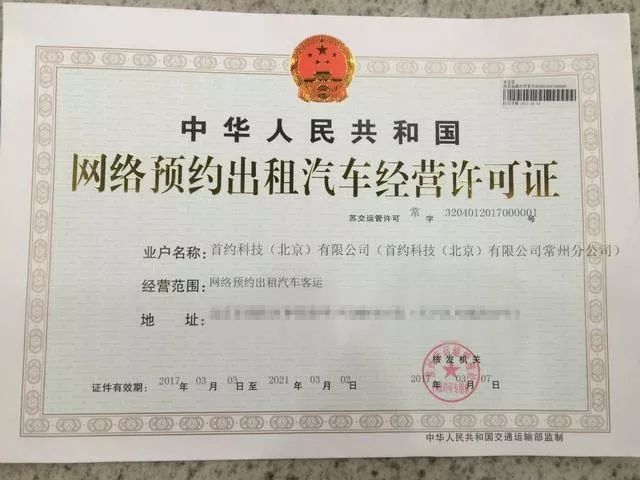 中华人民共和国
网络预约出租汽车经营许可证
苏交运管许可 常 字 3204012017000001 号
业户名称：首约科技（北京）有限公司（首约科技（北京）有限公司常州分公司）
经营范围：网络预约出租汽车客运
地 址：
核发机关
证件有效期：2017 年 03 月 03 日 至 2021 年 03 月 02 日 2017 年 03 月 07 日
中华人民共和国交通运输部监制